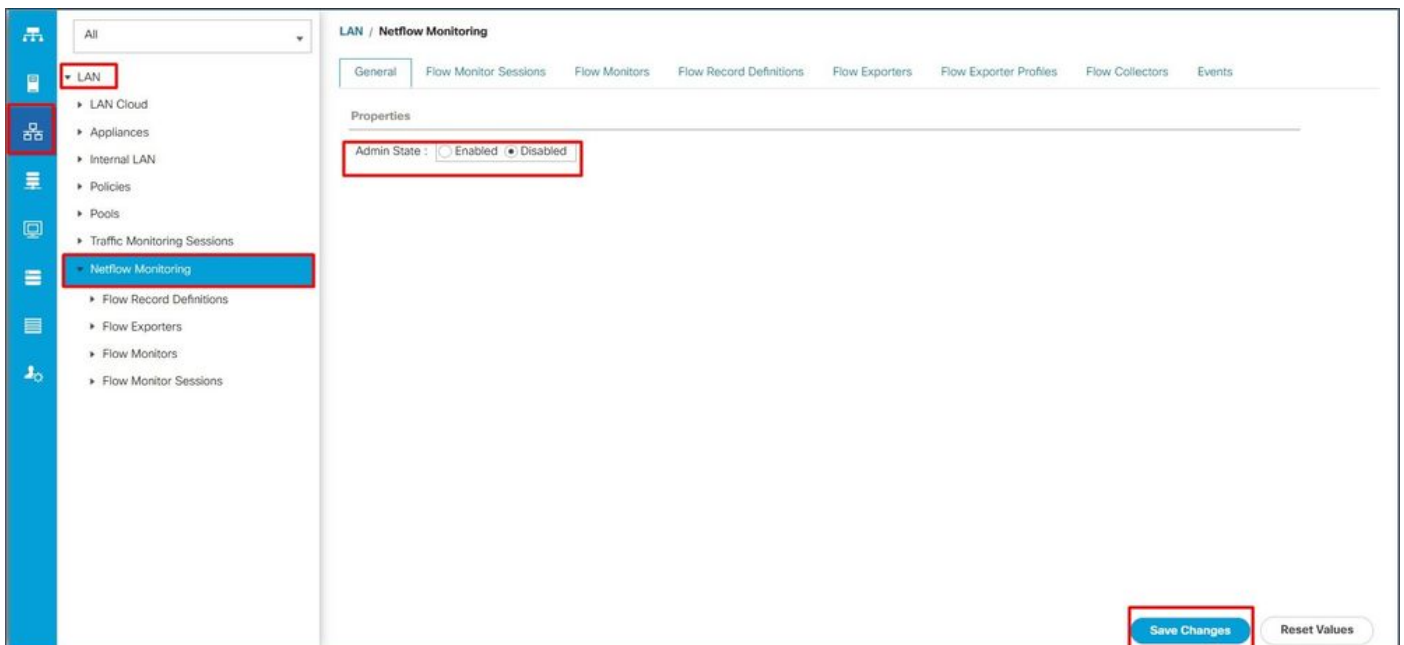 All
LAN
LAN Cloud
Appliances
Internal LAN
Policies
Pools
Traffic Monitoring Sessions
Netflow Monitoring
Flow Record Definitions
Flow Exporters
Flow Monitors
Flow Monitor Sessions
LAN / Netflow Monitoring
General Flow Monitor Sessions Flow Monitors Flow Record Definitions Flow Exporters Flow Exporter Profiles Flow Collectors Events
Properties
Admin State : Enabled Disabled
Save Changes Reset Values